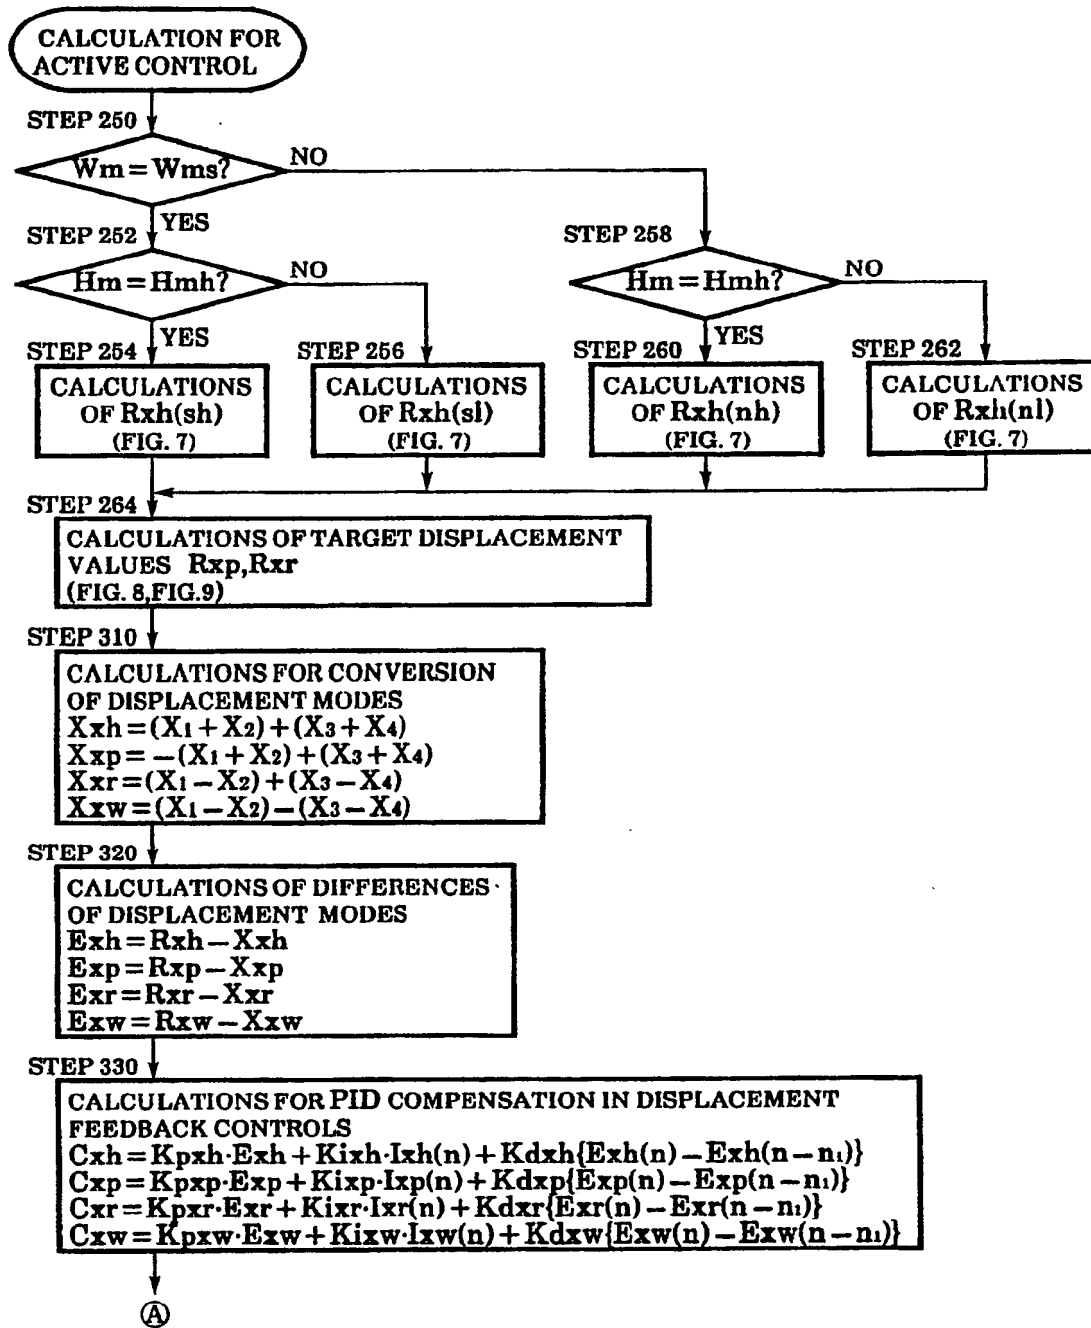 CALCULATION FOR
ACTIVE CONTROL
STEP 250
Wm=Wms?
NO
YES
STEP 252
Hm=Hmh?
NO
YES
STEP 258
Hm=Hmh?
NO
YES
STEP 254
CALCULATIONS
OF Rxh(sh)
(FIG. 7)
STEP 256
CALCULATIONS
OF Rxh(sl)
(FIG. 7)
STEP 260
CALCULATIONS
OF Rxh(nh)
(FIG. 7)
STEP 262
CALCULATIONS
OF Rxh(nl)
(FIG. 7)
STEP 264
CALCULATIONS OF TARGET DISPLACEMENT
VALUES Rxp,Rxr
(FIG. 8,FIG.9)
STEP 310
CALCULATIONS FOR CONVERSION
OF DISPLACEMENT MODES
Xxh=(X1+X2)+(X3+X4)
Xxp=−(X1+X2)+(X3+X4)
Xxr=(X1−X2)+(X3−X4)
Xxw=(X1−X2)−(X3−X4)
STEP 320
CALCULATIONS OF DIFFERENCES
OF DISPLACEMENT MODES
Exh=Rxh−Xxh
Exp=Rxp−Xxp
Exr=Rxr−Xxr
Exw=Rxw−Xxw
STEP 330
CALCULATIONS FOR PID COMPENSATION IN DISPLACEMENT
FEEDBACK CONTROLS
Cxh=Kpxh·Exh+Kixh·Ixh(n)+Kdxh{Exh(n)−Exh(n−n1)}
Cxp=Kpxp·Exp+Kixp·Ixp(n)+Kdxp{Exp(n)−Exp(n−n1)}
Cxr=Kpxr·Exr+Kixr·Ixr(n)+Kdxr{Exr(n)−Exr(n−n1)}
Cxw=Kpxw·Exw+Kixw·Ixw(n)+Kdxw{Exw(n)−Exw(n−n1)}
Ⓐ